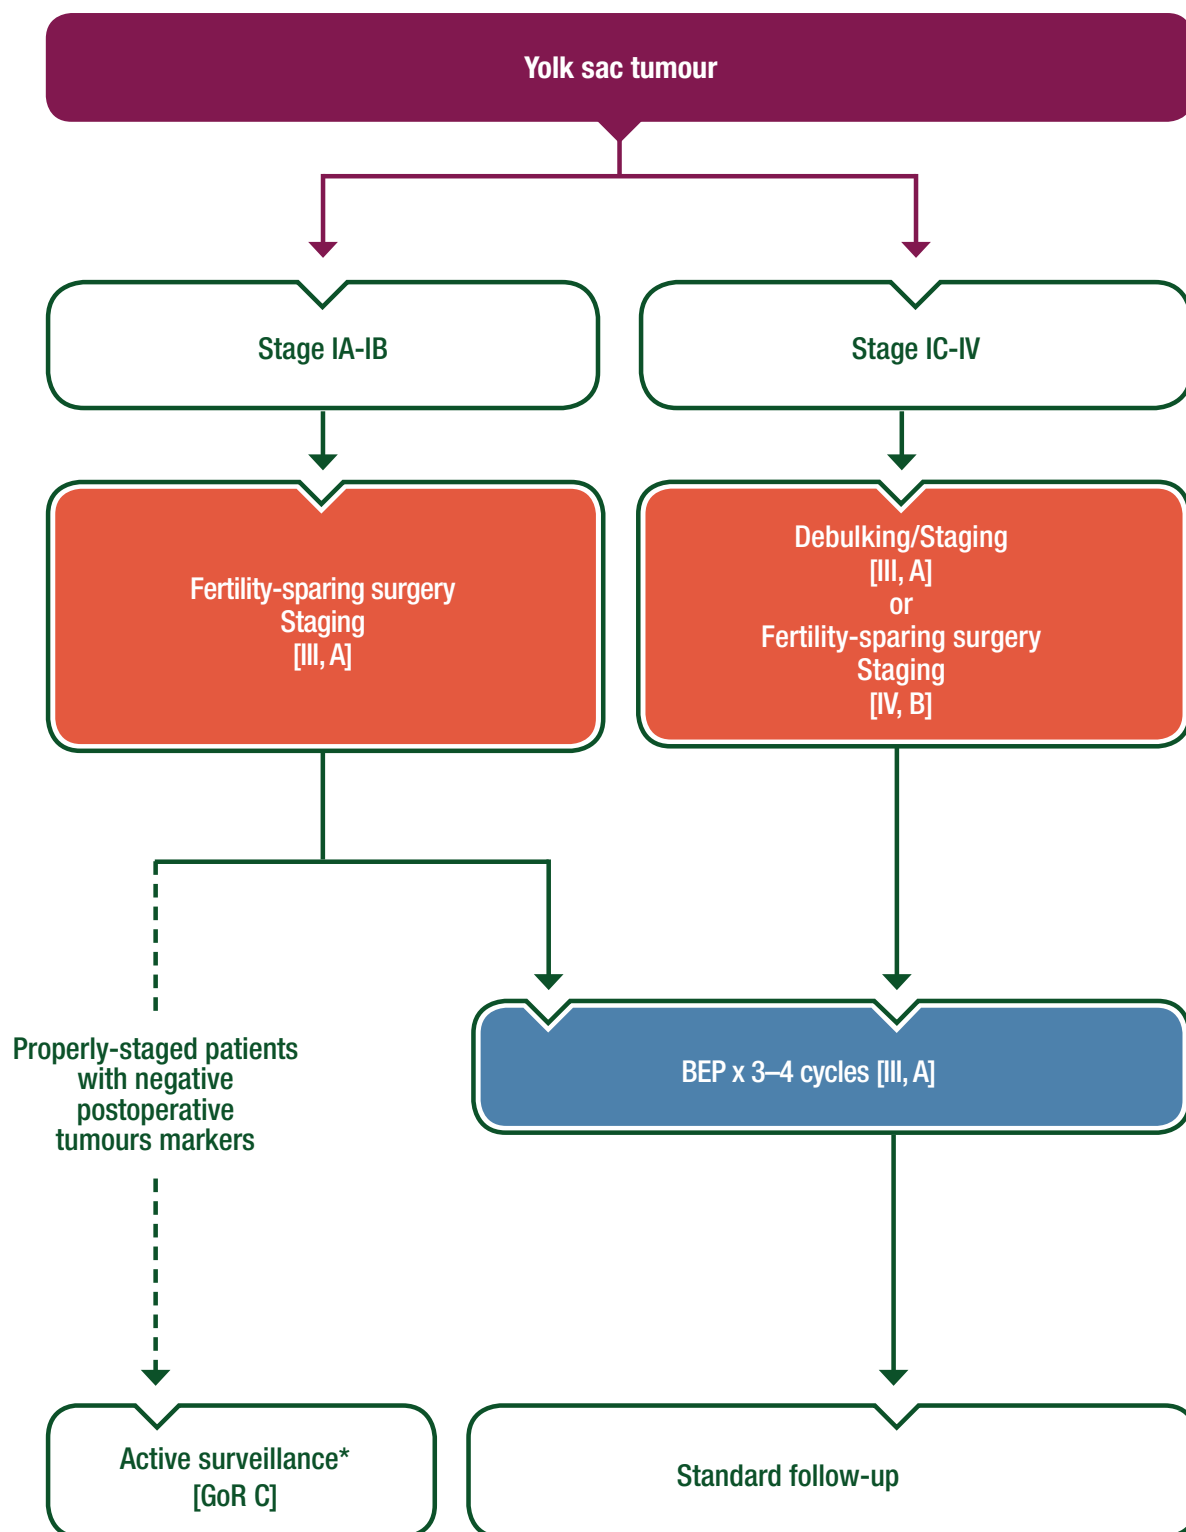 Yolk sac tumour
Stage IA-IB
Stage IC-IV
Fertility-sparing surgery
Staging
[III, A]
Debulking/Staging
[III, A]
or
Fertility-sparing surgery
Staging
[IV, B]
Properly-staged patients
with negative
postoperative
tumours markers
BEP x 3–4 cycles [III, A]
Active surveillance*
[GoR C]
Standard follow-up